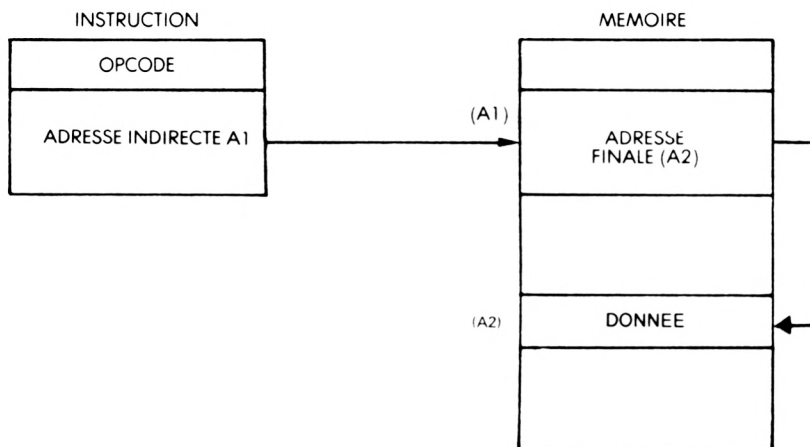 INSTRUCTION
OPCODE
ADRESSE INDIRECTE A1
MEMOIRE
(A1)
ADRESSE
FINALE (A2)
(A2)
DONNEE